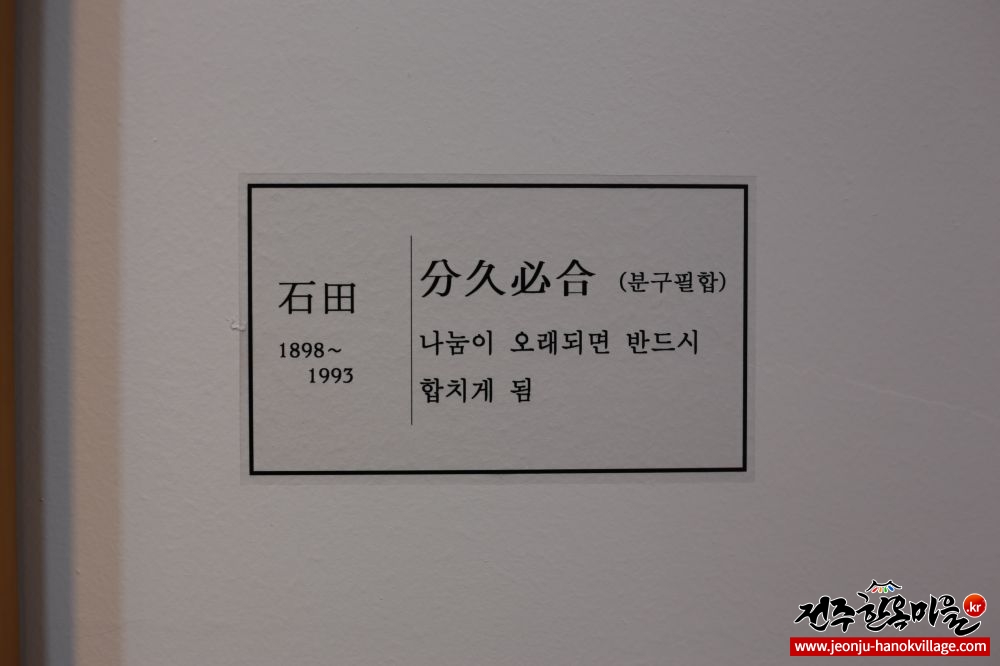 石田
1898~
1993
分久必合 (분구필합)
나눔이 오래되면 반드시
합치게 됨
전주한옥마을.kr
www.jeonju-hanokvillage.com